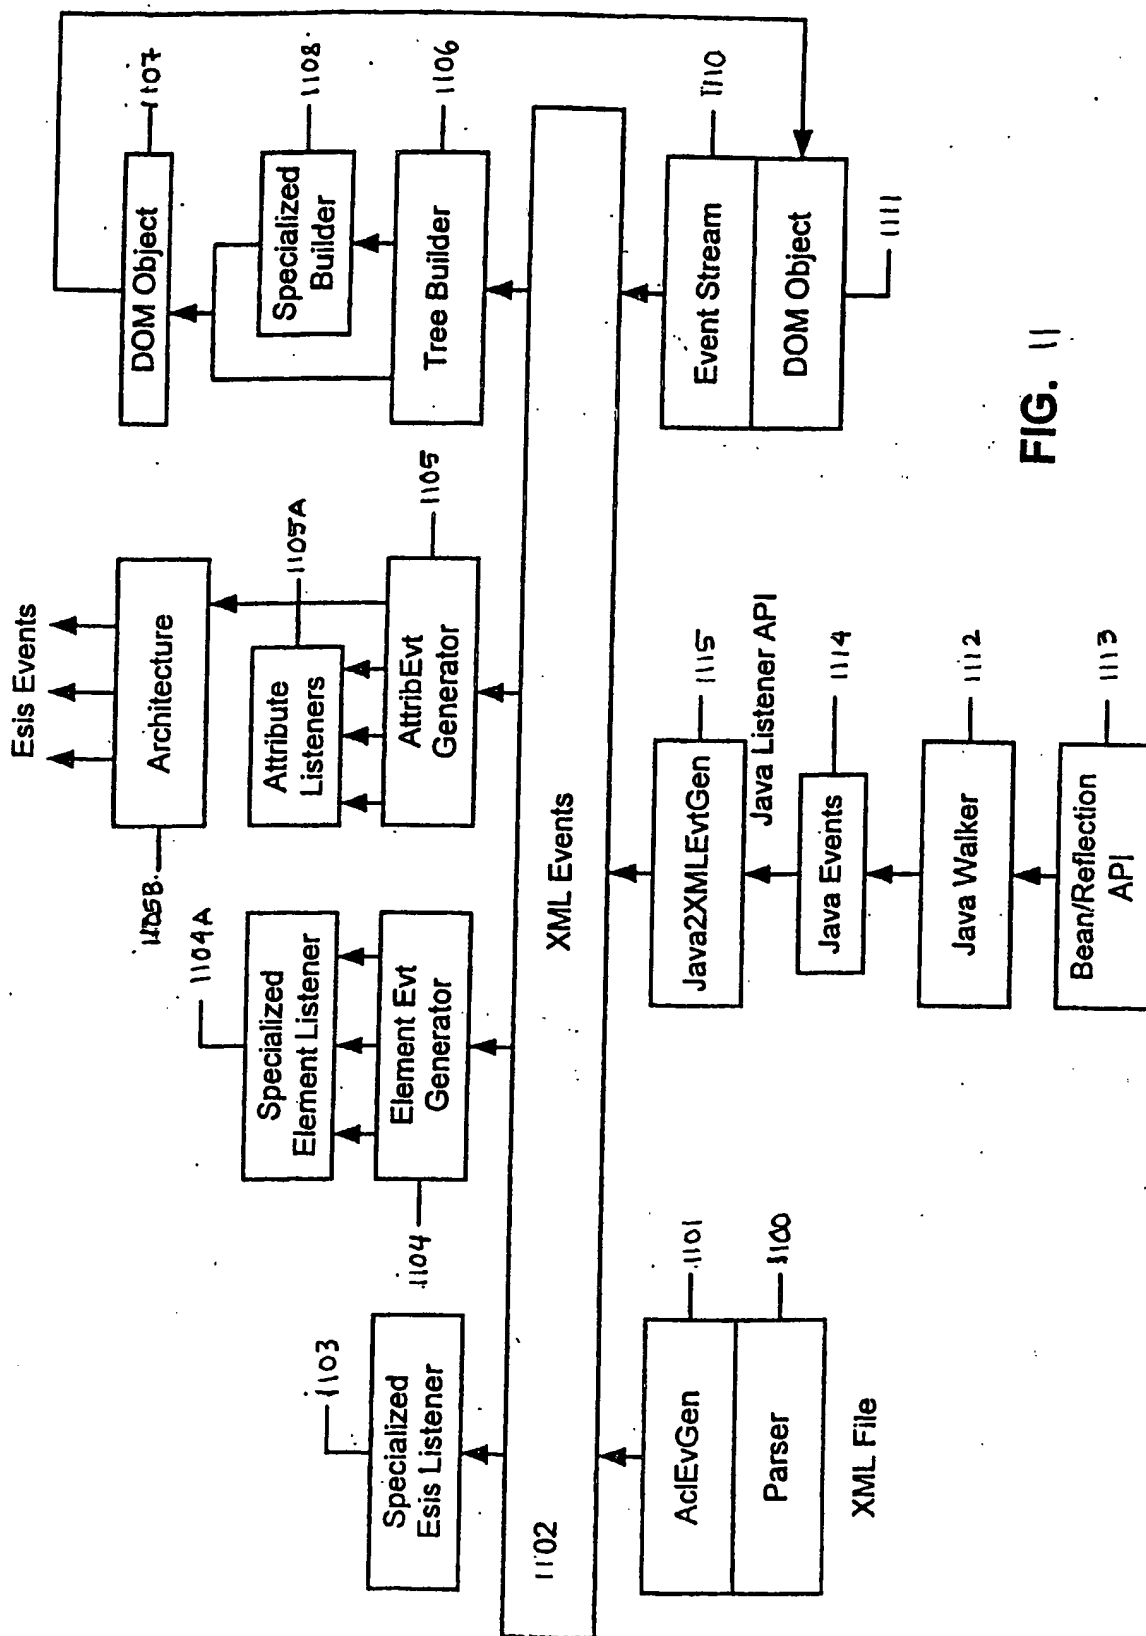 Esis Events
DOM Object
1107
Architecture
1105B
Specialized
Builder
1108
Attribute
Listeners
1105A
Specialized
Element Listener
1104A
Tree Builder
1106
AttribEvt
Generator
1105
Element Evt
Generator
1104
Specialized
Esis Listener
1103
XML Events
1102
Event Stream
1110
DOM Object
1111
Java2XMLEvtGen
1115
Java Listener API
Java Events
1114
Java Walker
1112
Bean/Reflection
API
1113
AclEvGen
1101
Parser
1100
XML File
FIG. 11